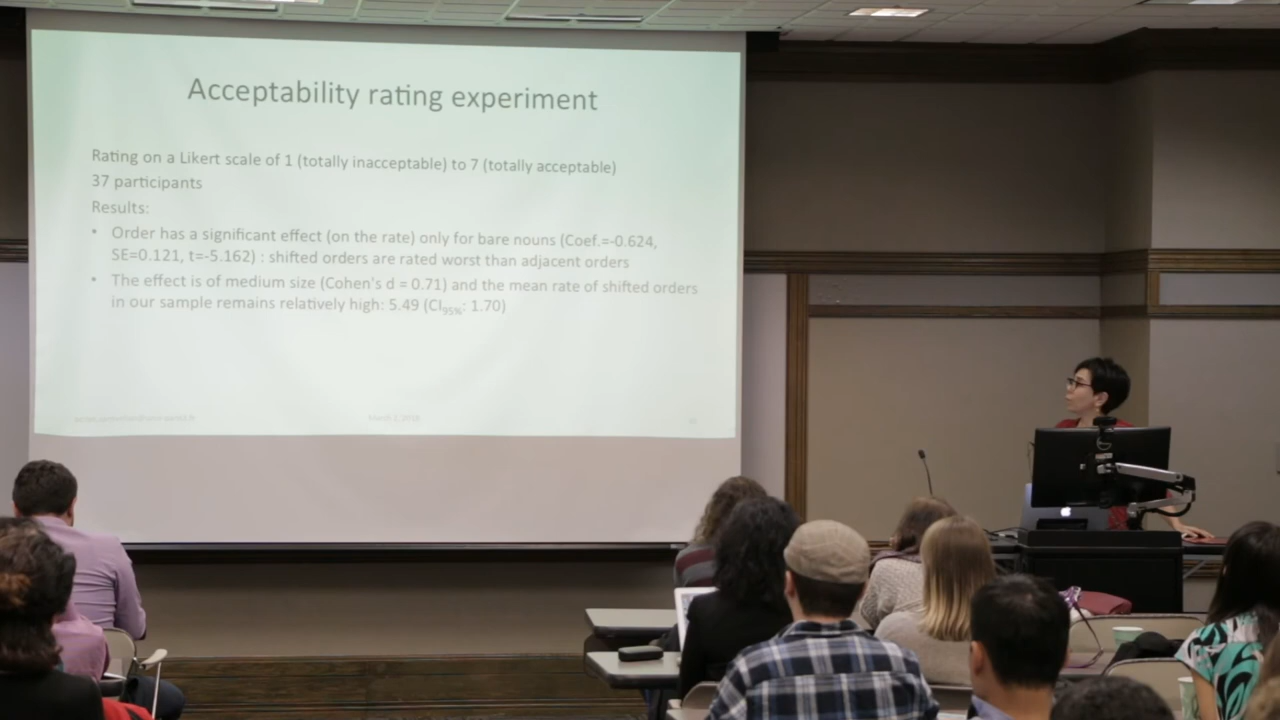 Acceptability rating experiment
Rating on a Likert scale of 1 (totally inacceptable) to 7 (totally acceptable)
37 participants
Results:
• Order has a significant effect (on the rate) only for bare nouns (Coef.=-0.624,
SE=0.121, t=-5.162) : shifted orders are rated worst than adjacent orders
• The effect is of medium size (Cohen's d = 0.71) and the mean rate of shifted orders
in our sample remains relatively high: 5.49 (CI95%: 1.70)